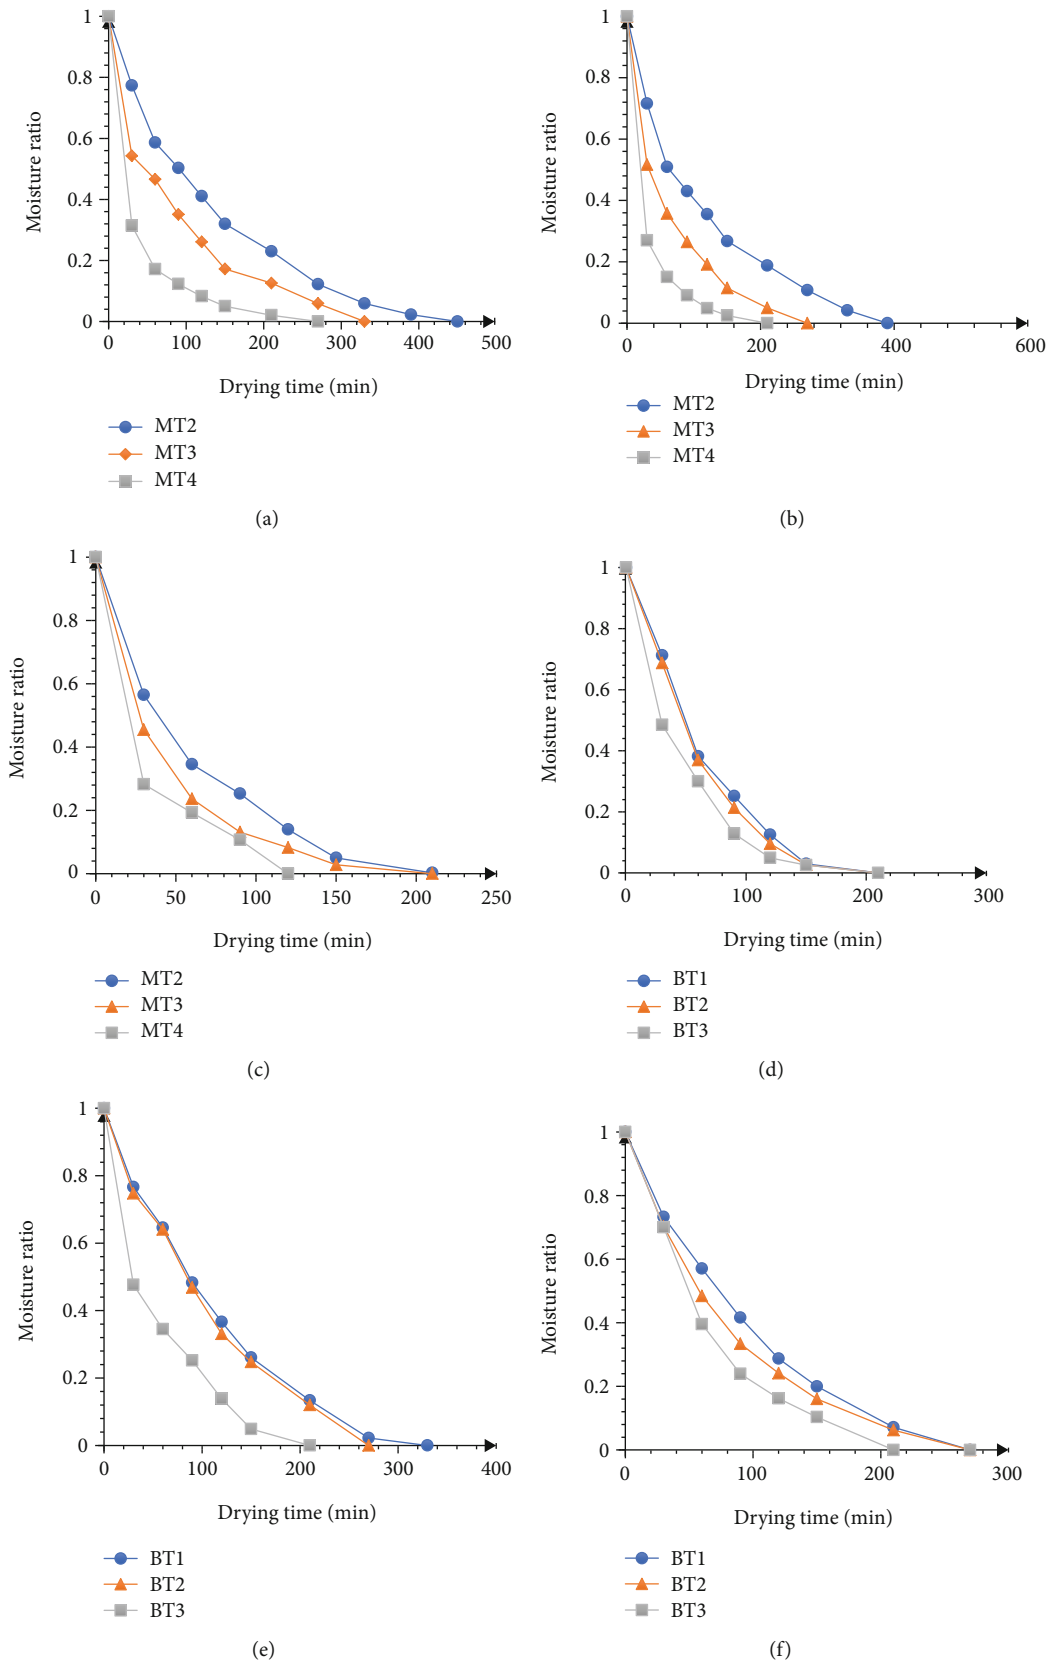 1
0.8
0.6
0.4
0.2
0
Moisture ratio
0 100 200 300 400 500
Drying time (min)
MT2
MT3
MT4
(a)
1
0.8
0.6
0.4
0.2
0
Moisture ratio
0 200 400 600
Drying time (min)
MT2
MT3
MT4
(b)
1
0.8
0.6
0.4
0.2
0
Moisture ratio
0 50 100 150 200 250
Drying time (min)
MT2
MT3
MT4
(c)
1
0.8
0.6
0.4
0.2
0
Moisture ratio
0 100 200 300
Drying time (min)
BT1
BT2
BT3
(d)
1
0.8
0.6
0.4
0.2
0
Moisture ratio
0 100 200 300 400
Drying time (min)
BT1
BT2
BT3
(e)
1
0.8
0.6
0.4
0.2
0
Moisture ratio
0 100 200 300
Drying time (min)
BT1
BT2
BT3
(f)